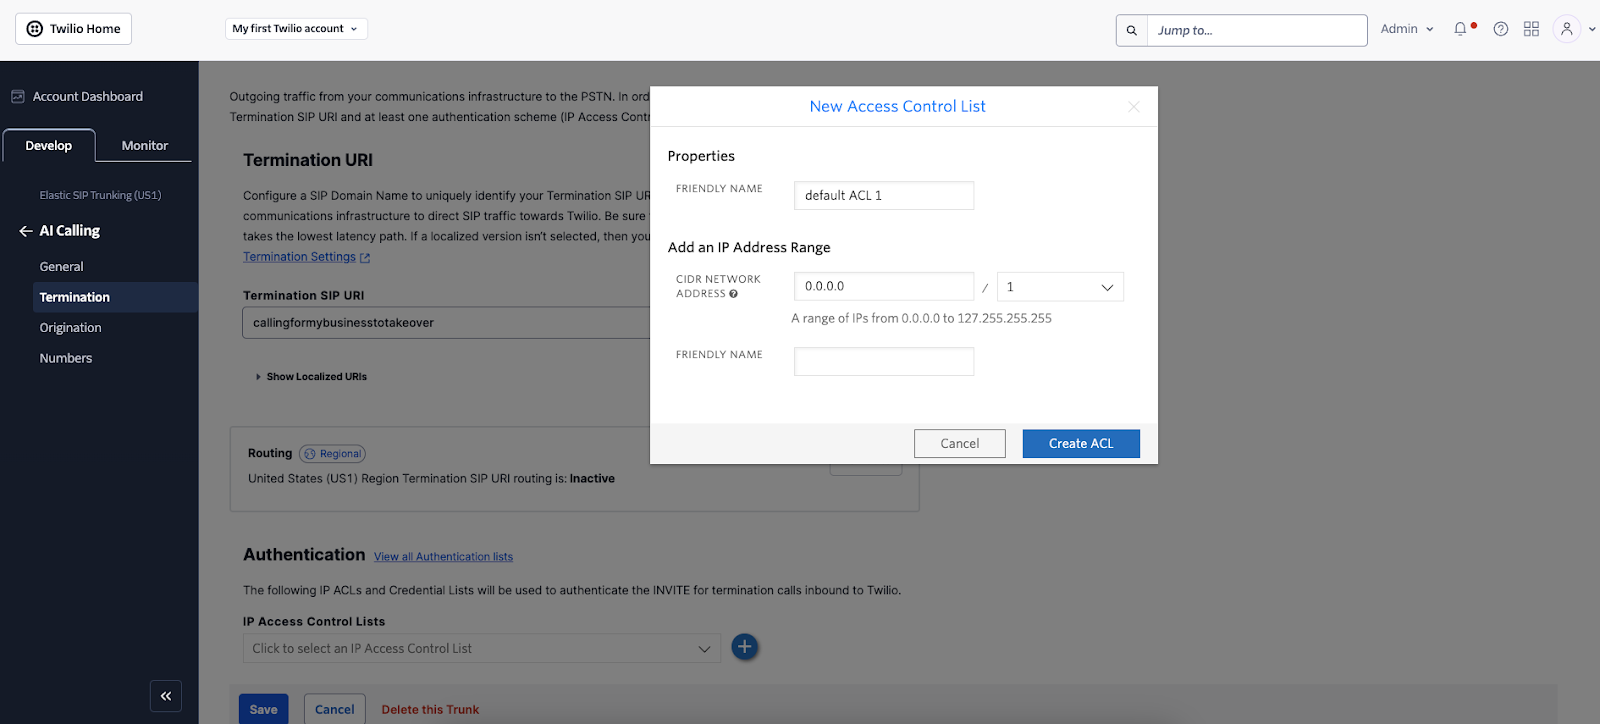 Twilio Home
My first Twilio account
Jump to...
Admin
Account Dashboard
Develop
Monitor
Elastic SIP Trunking (US1)
AI Calling
General
Termination
Origination
Numbers
Outgoing traffic from your communications infrastructure to the PSTN. In ord
Termination SIP URI and at least one authentication scheme (IP Access Contr
Termination URI
Configure a SIP Domain Name to uniquely identify your Termination SIP UR
communications infrastructure to direct SIP traffic towards Twilio. Be sure
takes the lowest latency path. If a localized version isn't selected, then you
Termination Settings
Termination SIP URI
callingformybusinesstotakeover
Show Localized URIs
Routing
Regional
United States (US1) Region Termination SIP URI routing is: Inactive
Authentication View all Authentication lists
The following IP ACLs and Credential Lists will be used to authenticate the INVITE for termination calls inbound to Twilio.
IP Access Control Lists
Click to select an IP Access Control List
Save
Cancel
Delete this Trunk
New Access Control List
Properties
FRIENDLY NAME
default ACL 1
Add an IP Address Range
CIDR NETWORK
ADDRESS
0.0.0.0
/
1
A range of IPs from 0.0.0.0 to 127.255.255.255
FRIENDLY NAME
Cancel
Create ACL